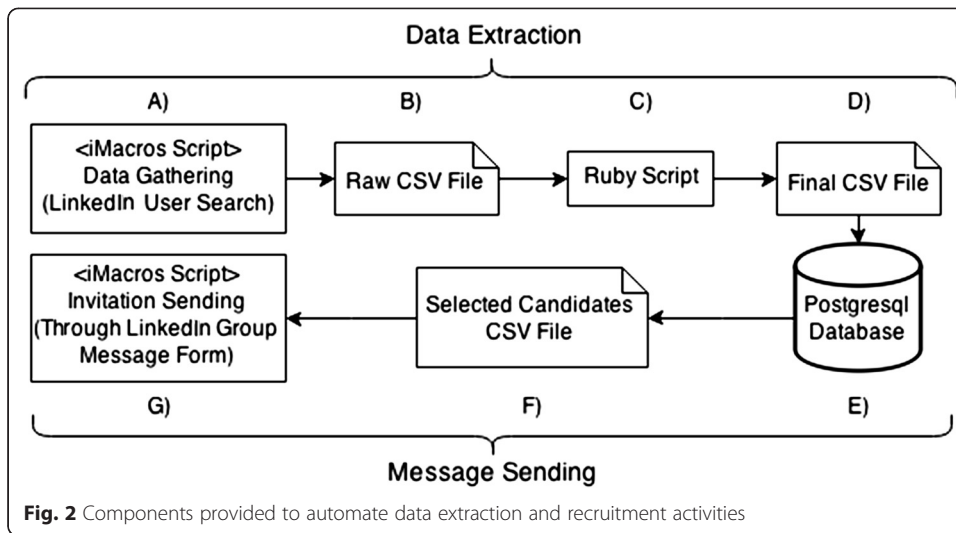 Data Extraction
A)
B)
C)
D)
<iMacros Script>
Data Gathering
(LinkedIn User Search)
Raw CSV File
Ruby Script
Final CSV File
<iMacros Script>
Invitation Sending
(Through LinkedIn Group
Message Form)
Selected Candidates
CSV File
Postgresql
Database
G)
F)
E)
Message Sending
Fig. 2 Components provided to automate data extraction and recruitment activities